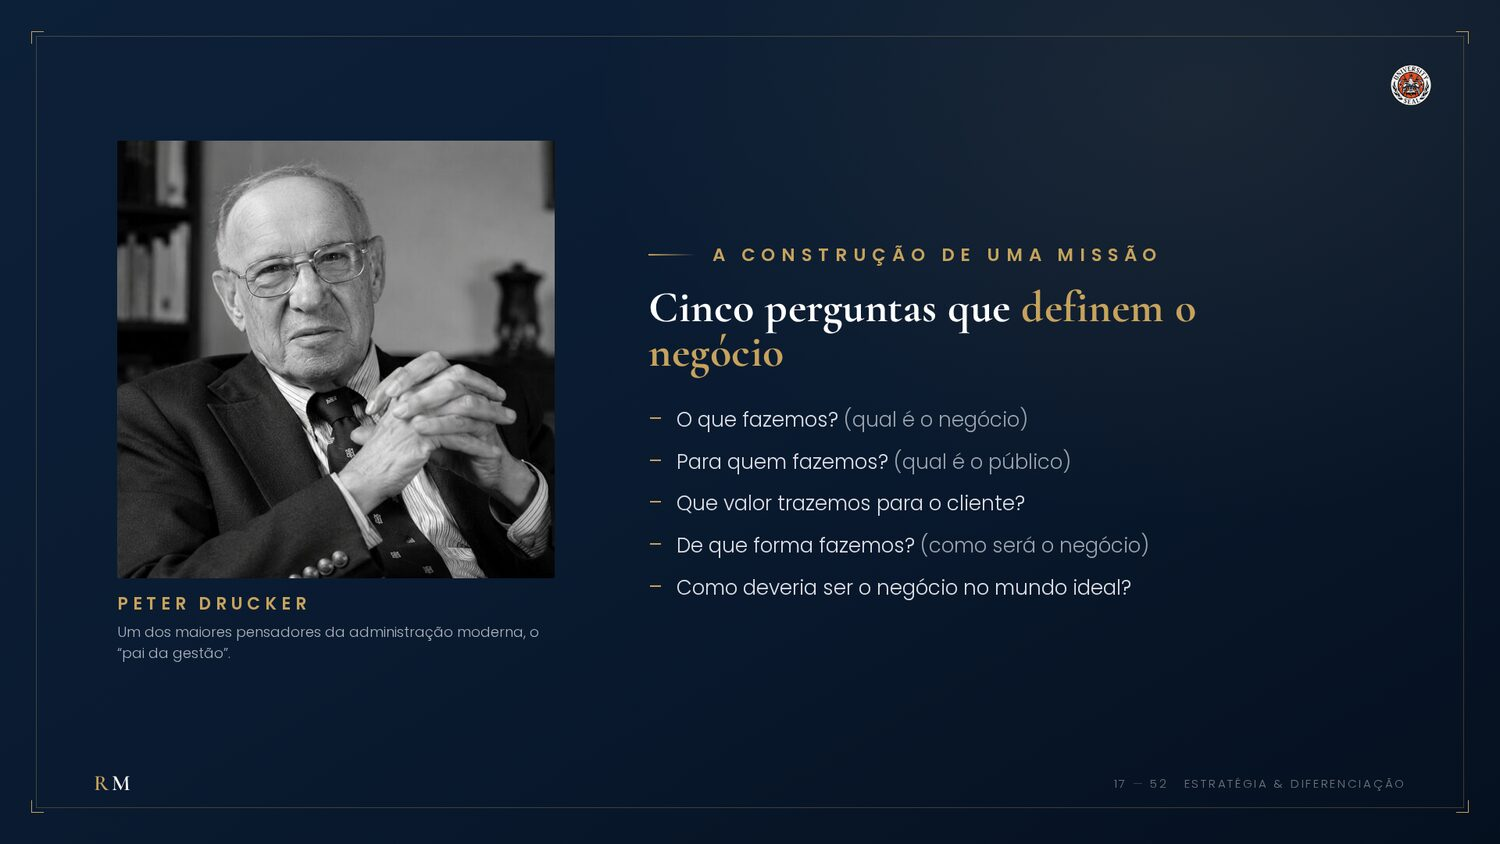 UNIVERSITY
SEAL
PETER DRUCKER
Um dos maiores pensadores da administração moderna, o
“pai da gestão”.
A CONSTRUÇÃO DE UMA MISSÃO
Cinco perguntas que definem o
negócio
– O que fazemos? (qual é o negócio)
– Para quem fazemos? (qual é o público)
– Que valor trazemos para o cliente?
– De que forma fazemos? (como será o negócio)
– Como deveria ser o negócio no mundo ideal?
RM
17 — 52 ESTRATÉGIA & DIFERENCIAÇÃO